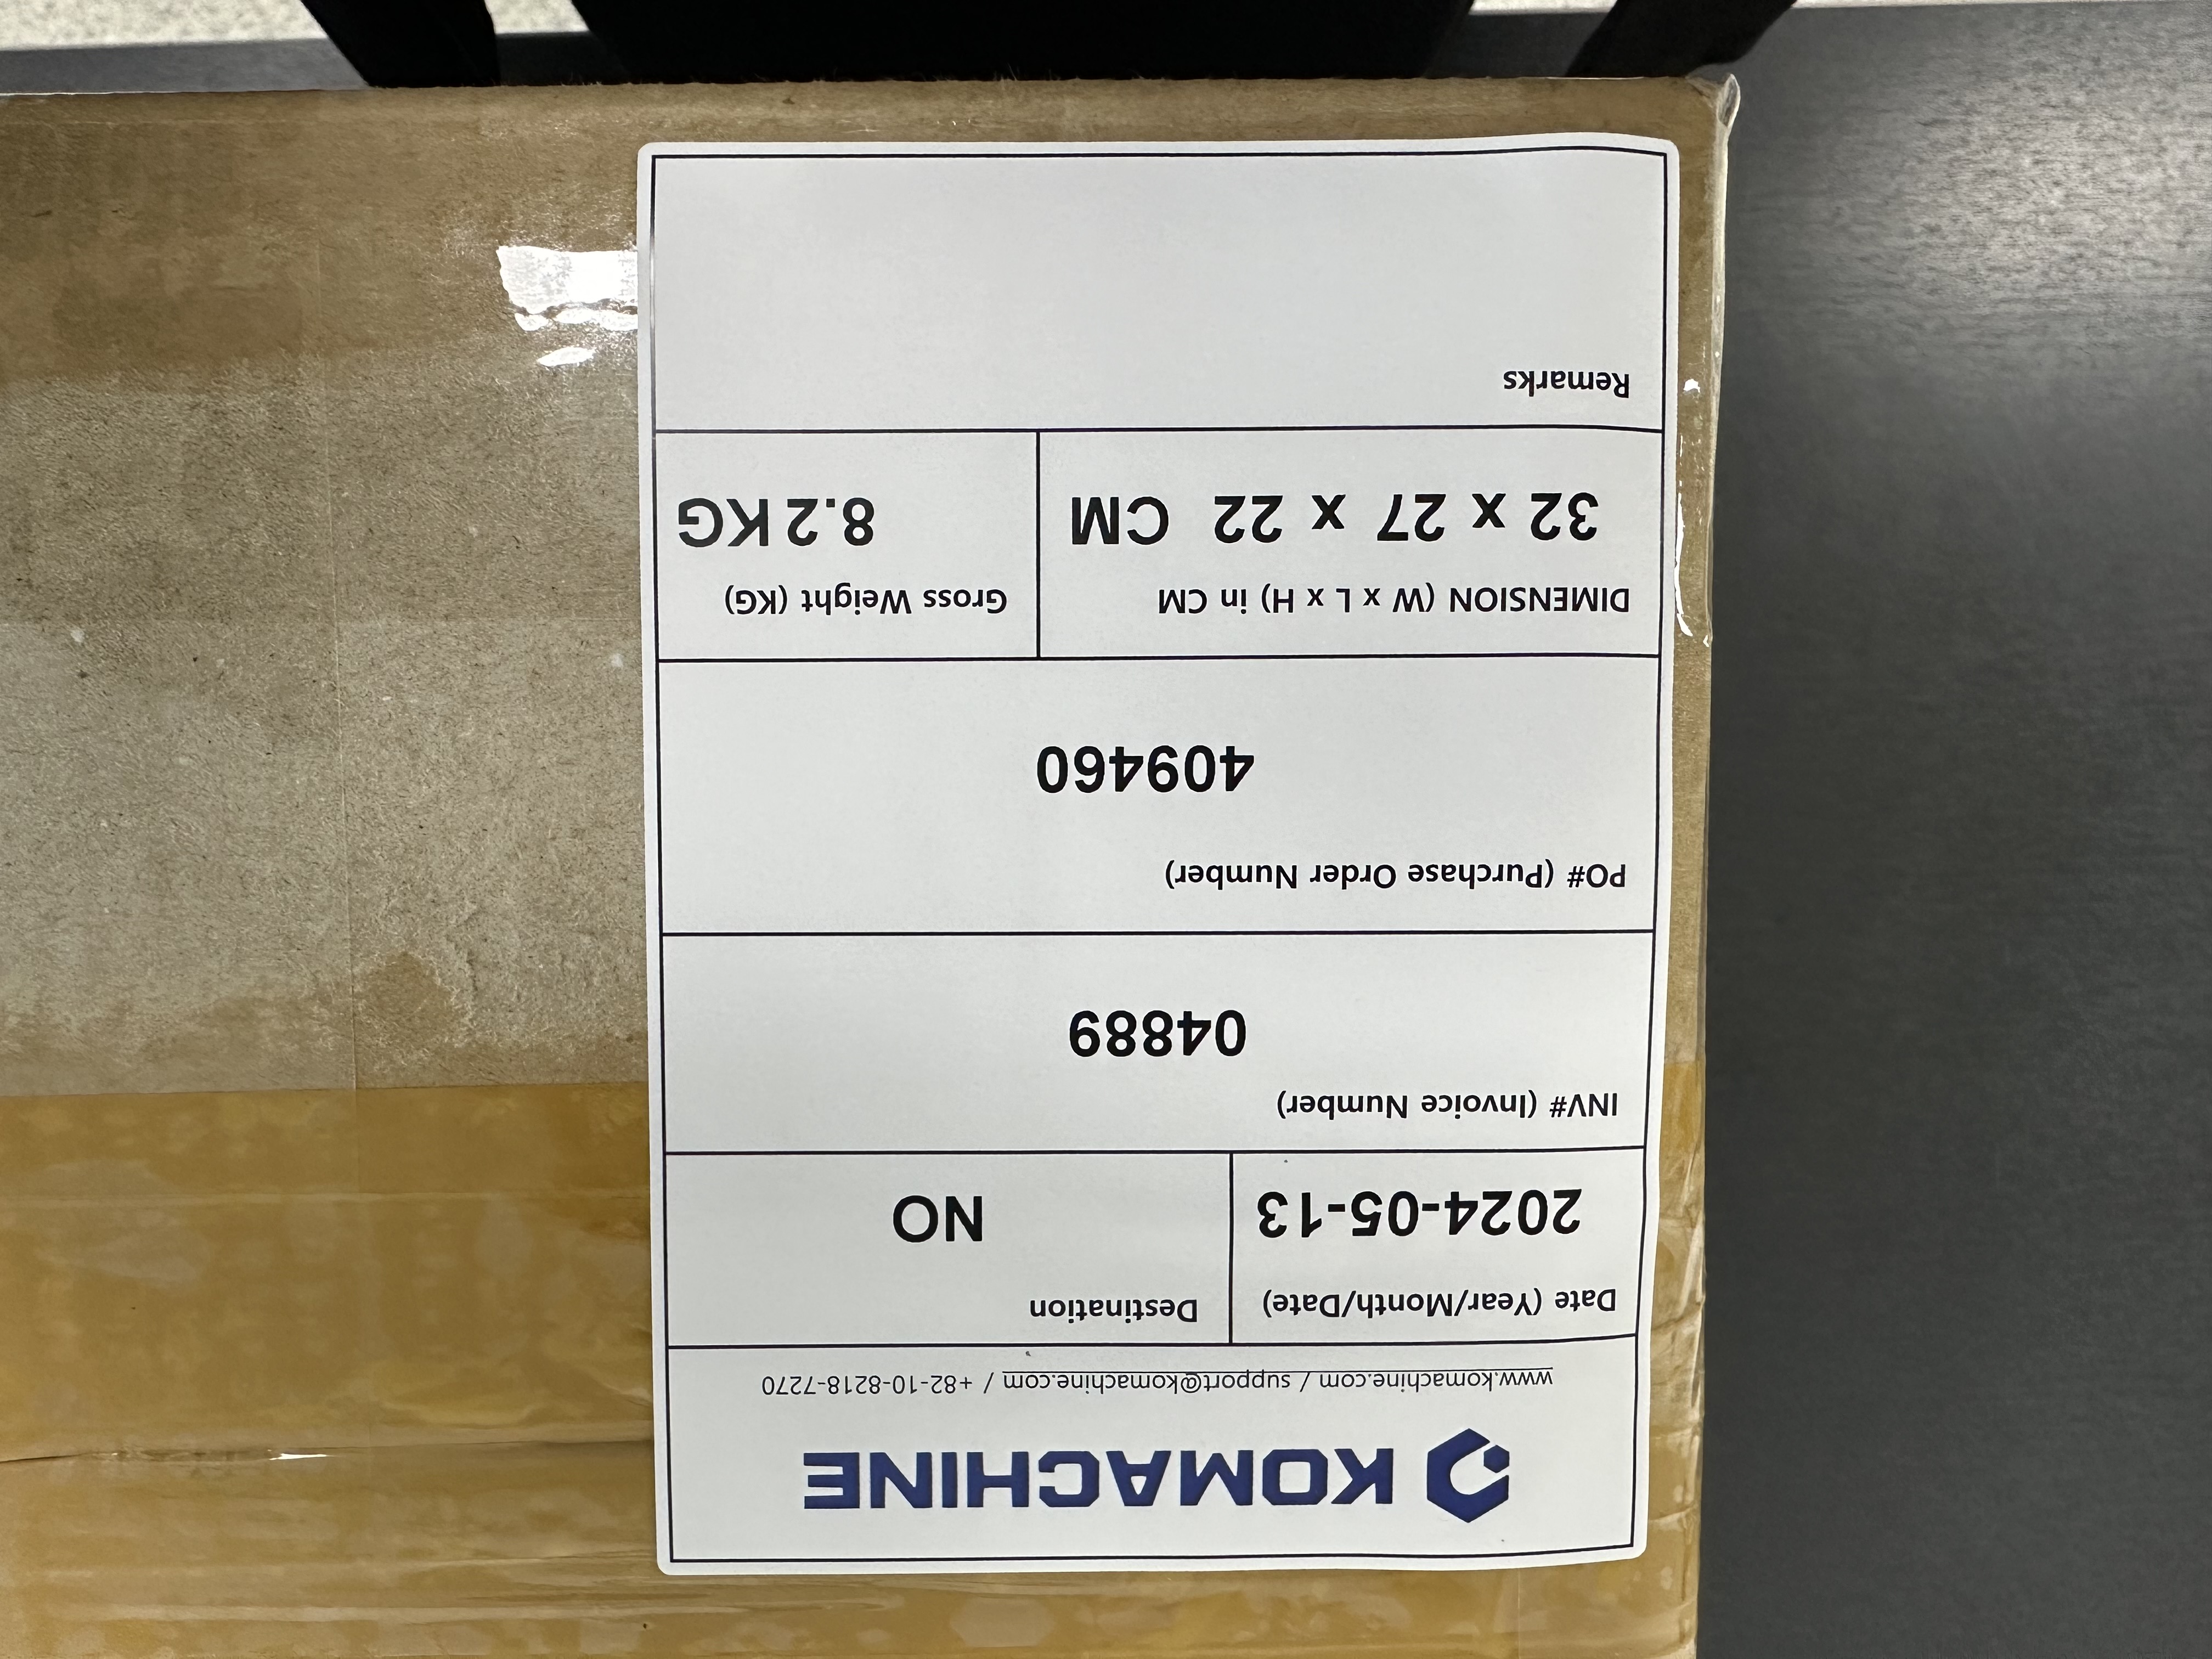 KOMACHINE
www.komachine.com / support@komachine.com / +82-10-8218-7270
Date (Year/Month/Date)
2024-05-13
Destination
NO
INV# (Invoice Number)
04889
PO# (Purchase Order Number)
409460
DIMENSION (W x L x H) in CM
32 x 27 x 22 CM
Gross Weight (KG)
8.2 KG
Remarks